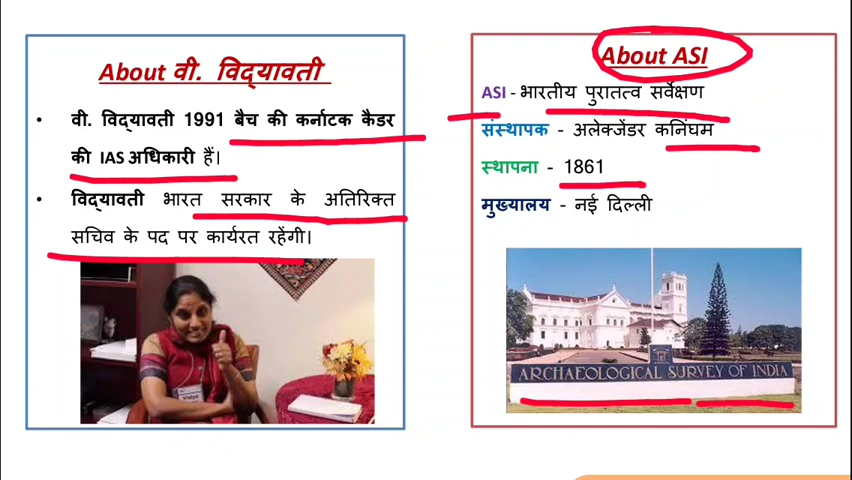 About वी. विद्यावती
• वी. विद्यावती 1991 बैच की कर्नाटक कैडर
की IAS अधिकारी हैं।
• विद्यावती भारत सरकार के अतिरिक्त
सचिव के पद पर कार्यरत रहेंगी।
Vidya
About ASI
ASI - भारतीय पुरातत्व सर्वेक्षण
संस्थापक - अलेक्जेंडर कनिंघम
स्थापना - 1861
मुख्यालय - नई दिल्ली
ARCHAEOLOGICAL SURVEY OF INDIA